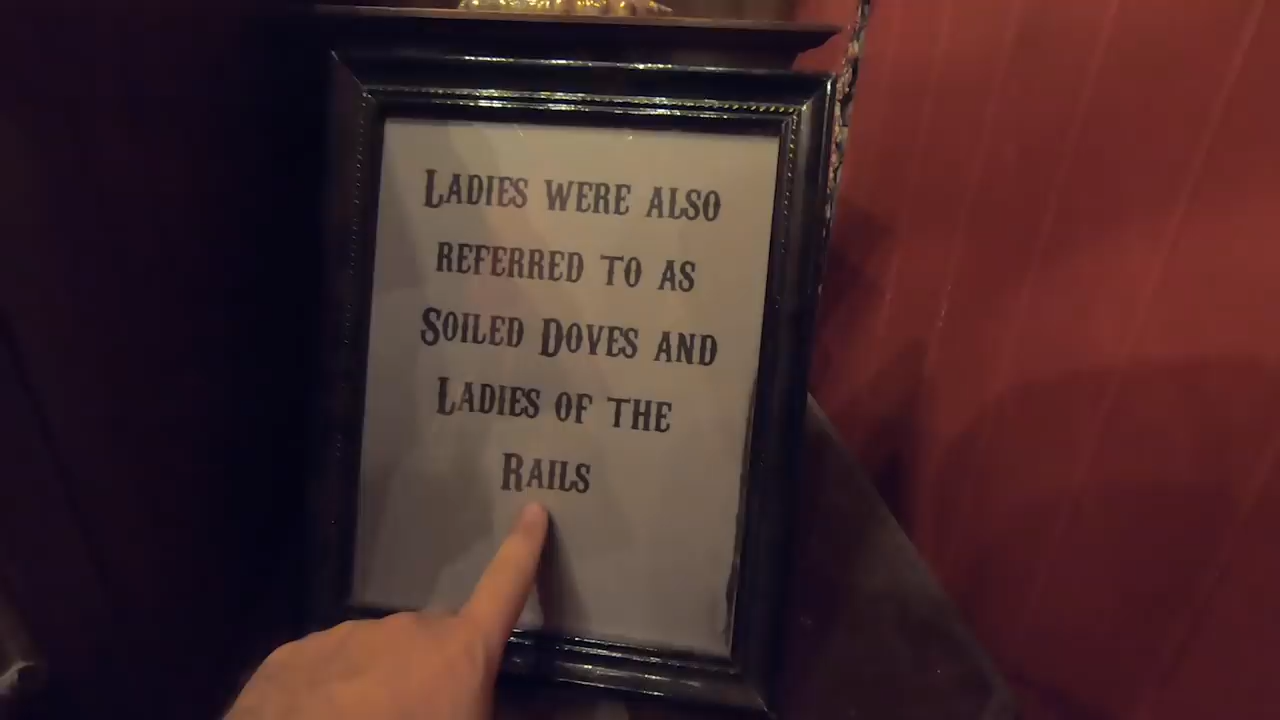 Ladies were also
referred to as
Soiled Doves and
Ladies of the
Rails